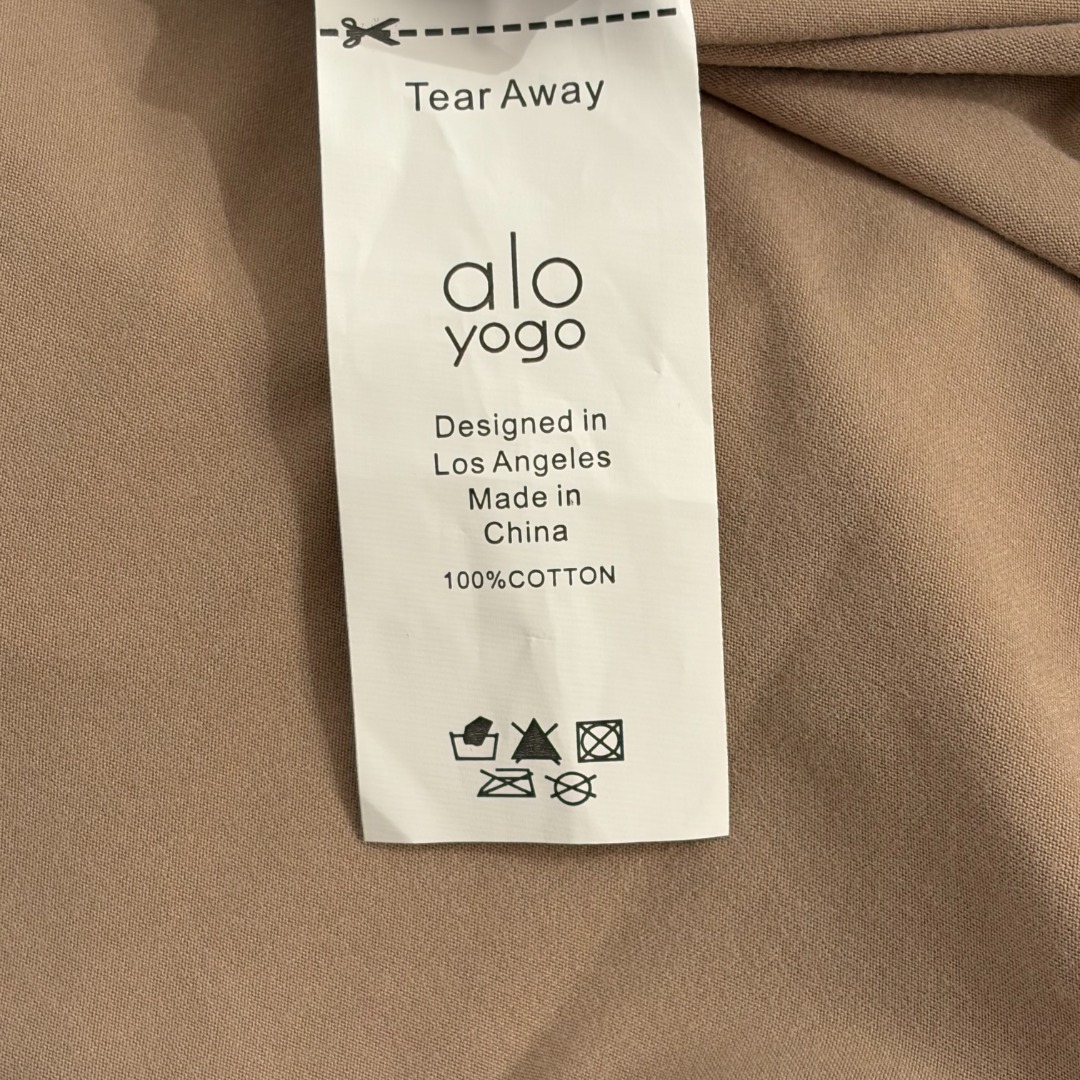 Tear Away
alo
yogo
Designed in
Los Angeles
Made in
China
100%COTTON